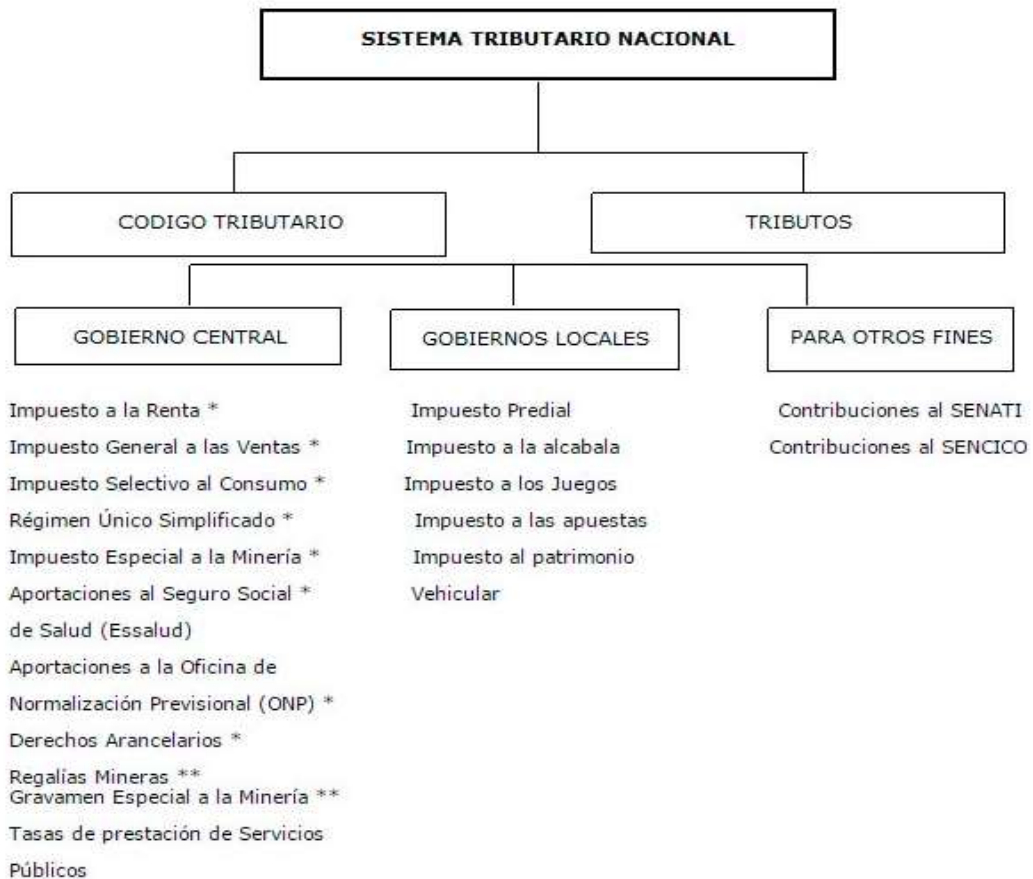 SISTEMA TRIBUTARIO NACIONAL
CODIGO TRIBUTARIO
TRIBUTOS
GOBIERNO CENTRAL
GOBIERNOS LOCALES
PARA OTROS FINES
Impuesto a la Renta *
Impuesto General a las Ventas *
Impuesto Selectivo al Consumo *
Régimen Único Simplificado *
Impuesto Especial a la Minería *
Aportaciones al Seguro Social *
de Salud (Essalud)
Aportaciones a la Oficina de
Normalización Previsional (ONP) *
Derechos Arancelarios *
Regalías Mineras **
Gravamen Especial a la Minería **
Tasas de prestación de Servicios
Públicos
Impuesto Predial
Impuesto a la alcabala
Impuesto a los Juegos
Impuesto a las apuestas
Impuesto al patrimonio
Vehicular
Contribuciones al SENATI
Contribuciones al SENCICO